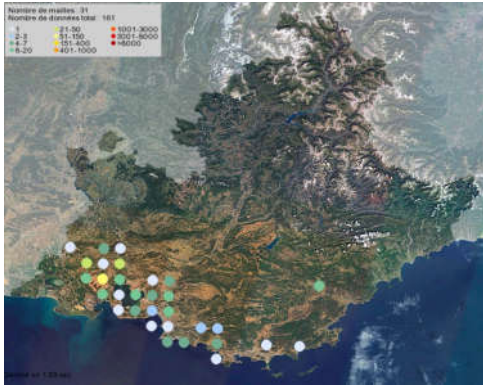 Nombre de mailles : 31
Nombre de données total : 161
1 21-50 1001-3000
2-3 51-150 3001-6000
4-7 151-400 >6000
8-20 401-1000